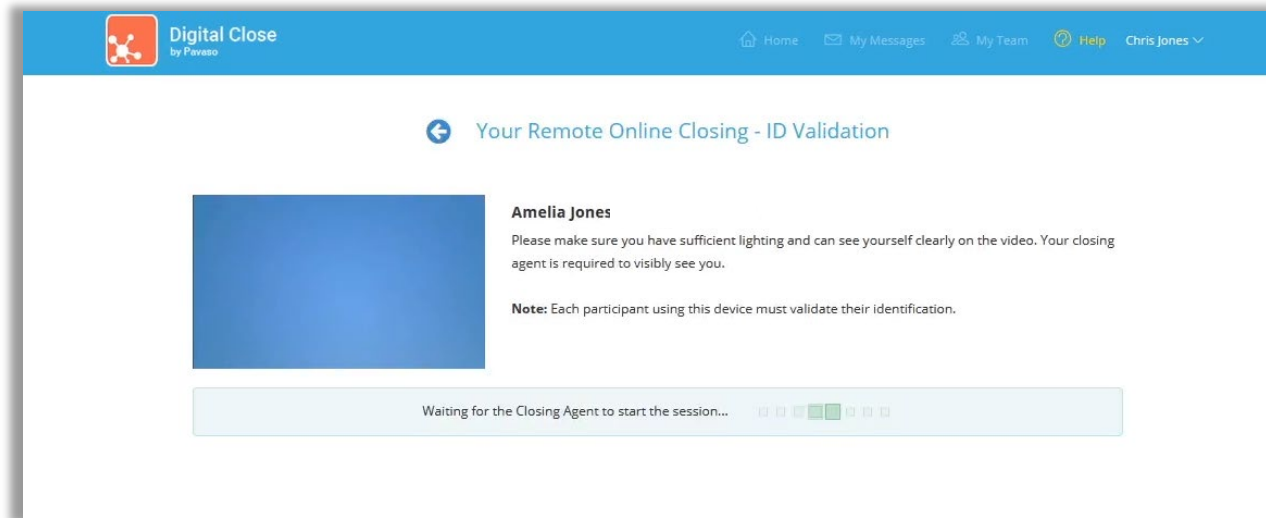 Digital Close
by Pavaso
Home My Messages My Team Help Chris Jones
Your Remote Online Closing - ID Validation
Amelia Jones
Please make sure you have sufficient lighting and can see yourself clearly on the video. Your closing
agent is required to visibly see you.
Note: Each participant using this device must validate their identification.
Waiting for the Closing Agent to start the session...